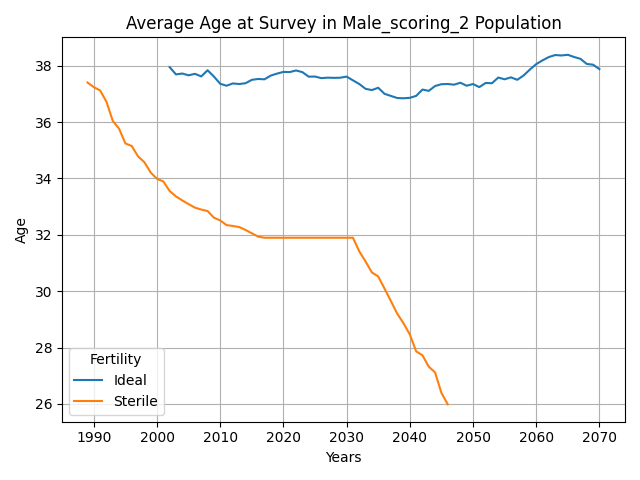 Average Age at Survey in Male_scoring_2 Population
Age
38
36
34
32
30
28
26
Fertility
Ideal
Sterile
1990 2000 2010 2020 2030 2040 2050 2060 2070
Years